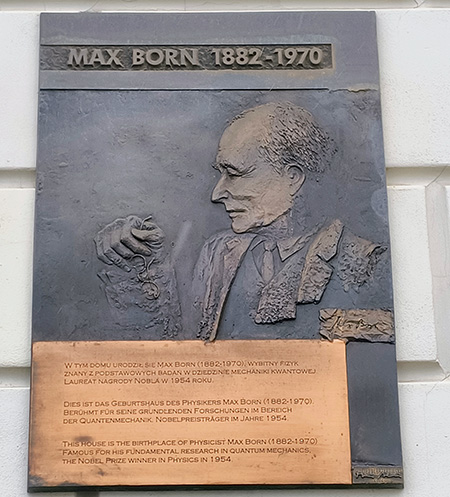 MAX BORN 1882-1970
W TYM DOMU URODZIŁ SIĘ MAX BORN (1882-1970), WYBITNY FIZYK
ZNANY Z PODSTAWOWYCH BADAŃ W DZIEDZINIE MECHANIKI KWANTOWEJ
LAUREAT NAGRODY NOBLA W 1954 ROKU.
DIES IST DAS GEBURTSHAUS DES PHYSIKERS MAX BORN (1882-1970).
BERÜHMT FÜR SEINE GRUNDLEGENDEN FORSCHUNGEN IM BEREICH
DER QUANTENMECHANIK. NOBELPREISTRÄGER IM JAHRE 1954
THIS HOUSE IS THE BIRTHPLACE OF PHYSICIST MAX BORN (1882-1970)
FAMOUS FOR HIS FUNDAMENTAL RESEARCH IN QUANTUM MECHANICS,
THE NOBEL PRIZE WINNER IN PHYSICS IN 1954.